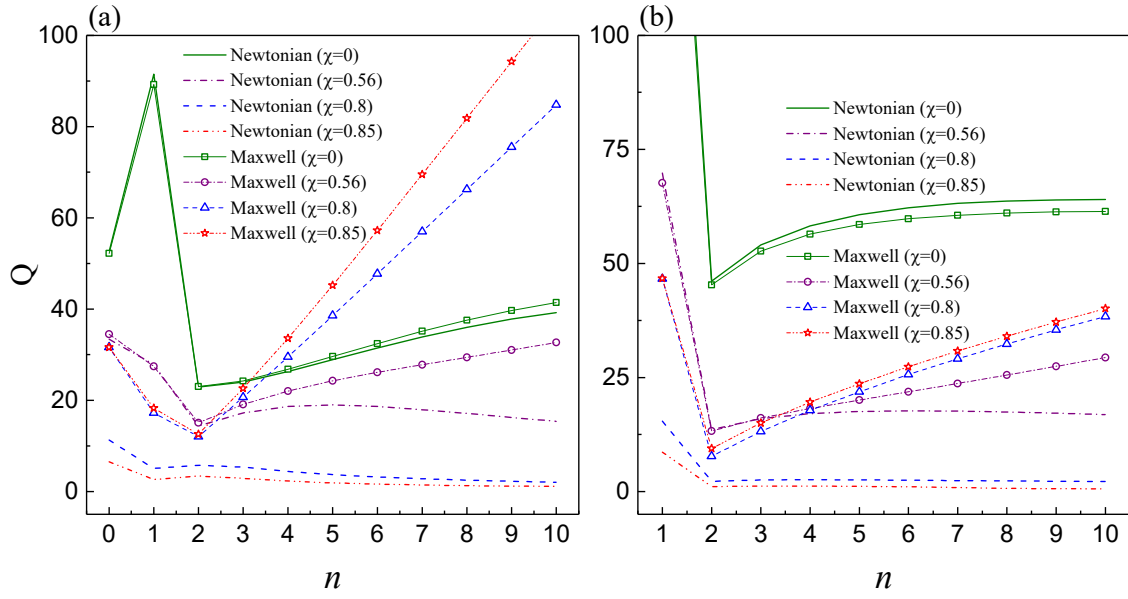 (a)
100
80
60
40
20
0
Q
Newtonian (χ=0)
Newtonian (χ=0.56)
Newtonian (χ=0.8)
Newtonian (χ=0.85)
Maxwell (χ=0)
Maxwell (χ=0.56)
Maxwell (χ=0.8)
Maxwell (χ=0.85)
0 1 2 3 4 5 6 7 8 9 10
n
(b)
100
75
50
25
0
Newtonian (χ=0)
Newtonian (χ=0.56)
Newtonian (χ=0.8)
Newtonian (χ=0.85)
Maxwell (χ=0)
Maxwell (χ=0.56)
Maxwell (χ=0.8)
Maxwell (χ=0.85)
1 2 3 4 5 6 7 8 9 10
n